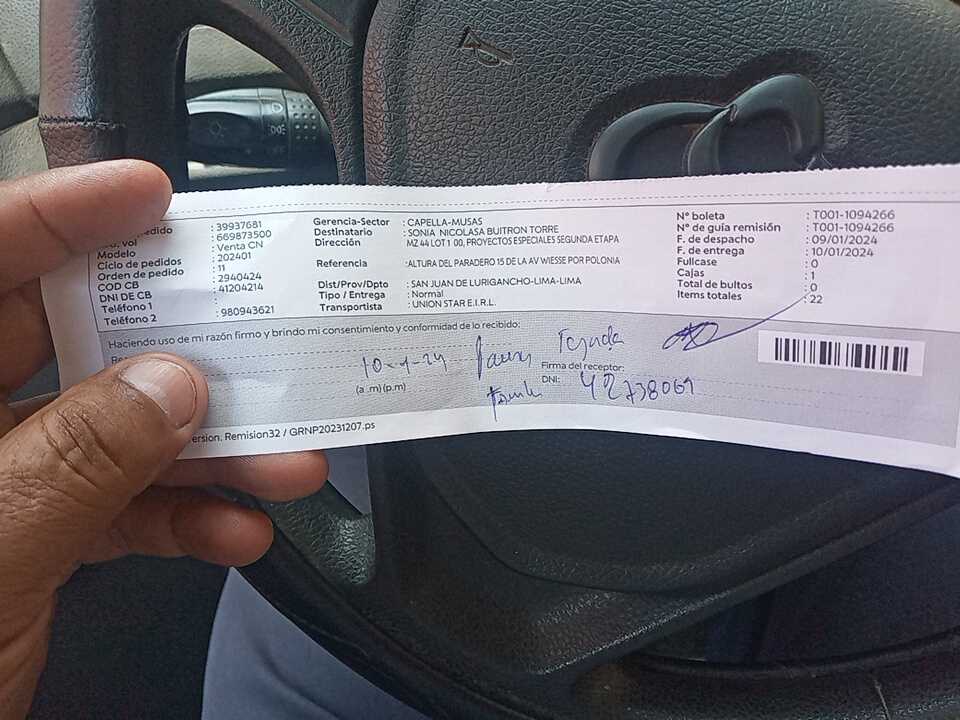 edido : 39937681
. vol : 669873500
Modelo : Venta CN
Ciclo de pedidos : 202401
Orden de pedido : 11
COD CB : 2940424
DNI DE CB : 41204214
Teléfono 1
Teléfono 2 : 980943621
Gerencia-Sector : CAPELLA-MUSAS
Destinatario : SONIA NICOLASA BUITRON TORRE
Dirección MZ 44 LOT 1 00, PROYECTOS ESPECIALES SEGUNDA ETAPA
Referencia :ALTURA DEL PARADERO 15 DE LA AV WIESSE POR POLONIA
Dist/Prov/Dpto : SAN JUAN DE LURIGANCHO-LIMA-LIMA
Tipo / Entrega : Normal
Transportista : UNION STAR E.I.R.L.
N° boleta : T001-1094266
N° de guía remisión : T001-1094266
F. de despacho : 09/01/2024
F. de entrega : 10/01/2024
Fullcase : 0
Cajas : 1
Total de bultos : 0
Items totales : 22
Haciendo uso de mi razón firmo y brindo mi consentimiento y conformidad de lo recibido:
10-1-24 Tejada
(a .m) (p.m)
Firma del receptor:
DNI: 42738061
ersion. Remision32 / GRNP20231207.ps